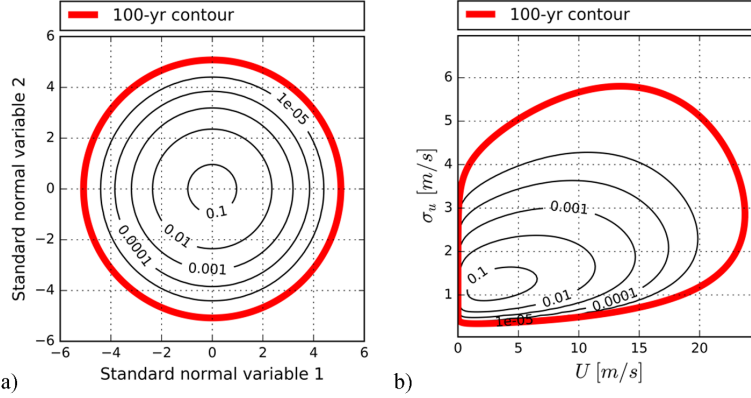 100-yr contour
6
4
2
0
−2
−4
−6
Standard normal variable 2
1e-05
0.1
0.01
0.001
0.0001
−6 −4 −2 0 2 4 6
Standard normal variable 1
a)
100-yr contour
6
5
4
3
2
1
σu [m/s]
0.001
0.1
0.01
0.0001
1e-05
0 5 10 15 20
U [m/s]
b)